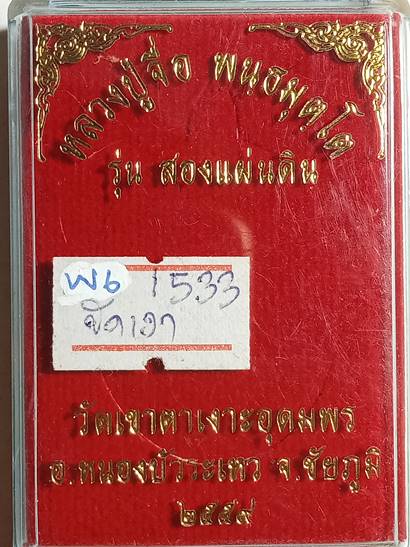 หลวงปู่จื่อ พนฺธมุตฺโต
รุ่น สองแผ่นดิน
พ6 1533
ขัดเงา
วัดเขาตาเงาะอุดมพร
อ.หนองบัวระเหว จ.ชัยภูมิ
๒๕๕๙